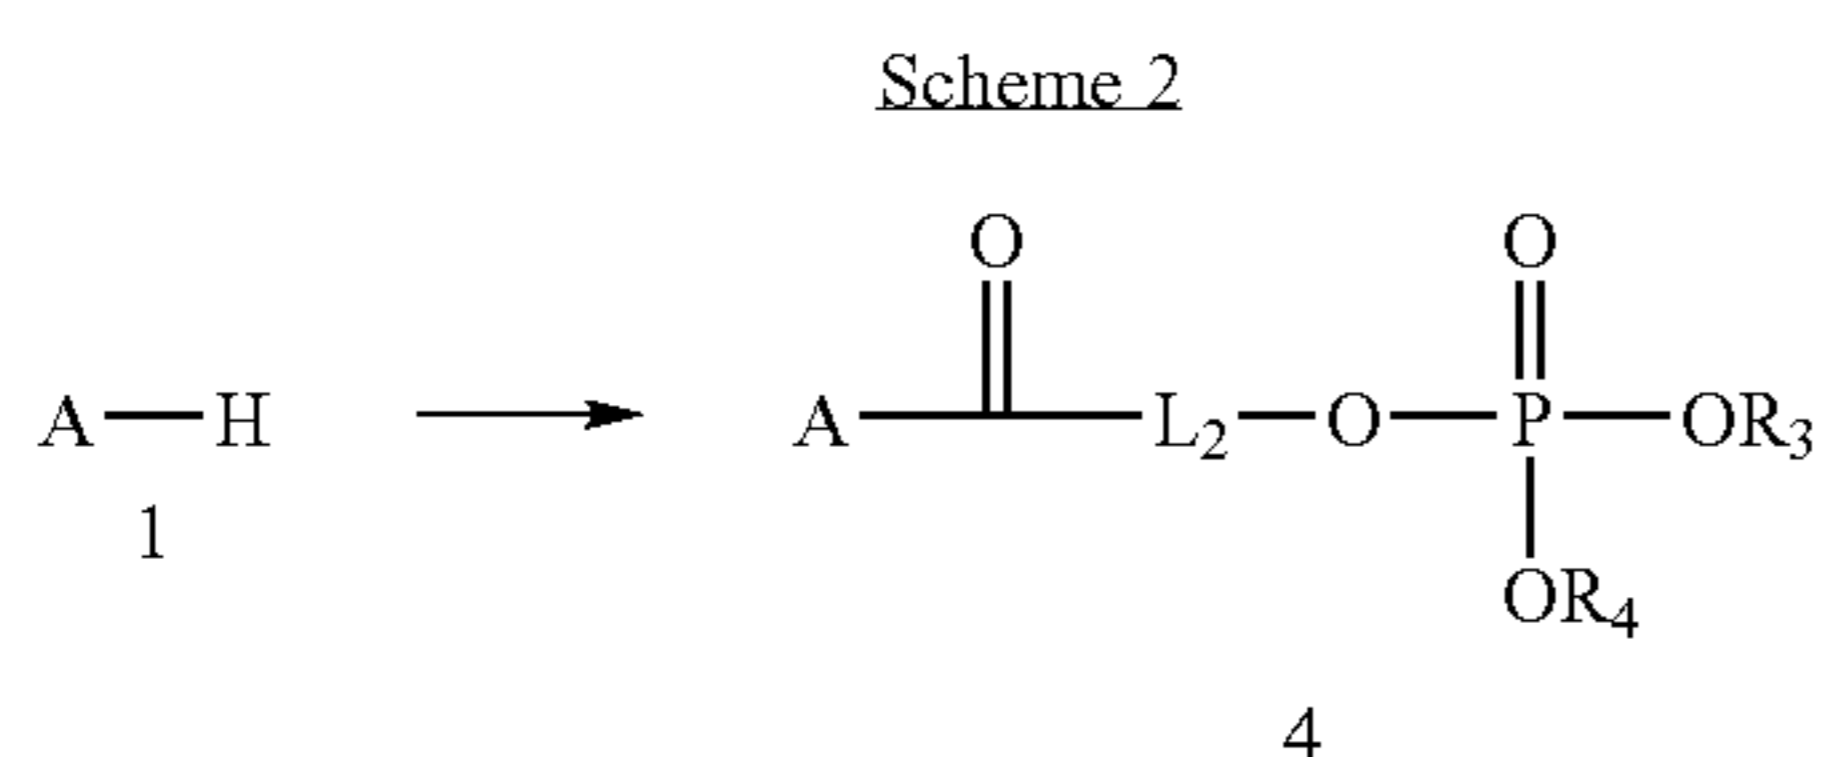 Scheme 2
O O
A—H A L₂—O—P—OR₃
OR₄
1
4